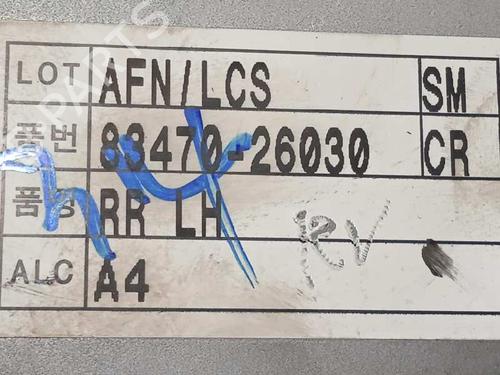 LOT AFN/LCS SM
품번 83470-26030 CR
품명 RR LH
ALC A4